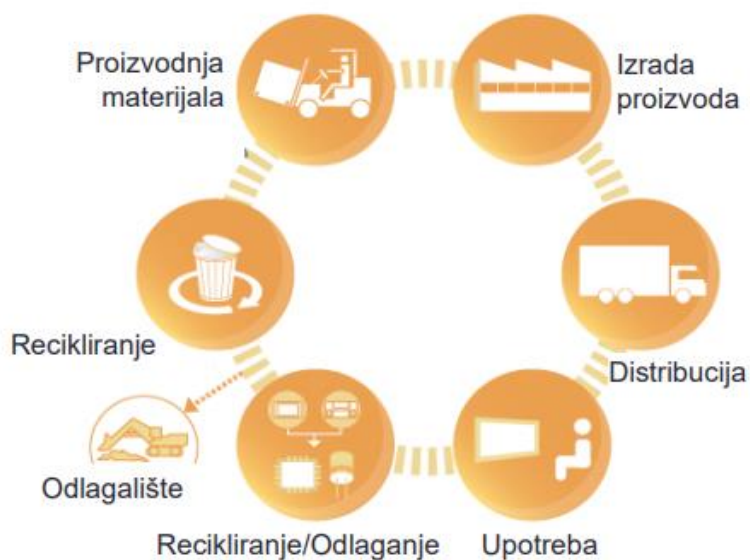 Proizvodnja
materijala
Izrada
proizvoda
Recikliranje
Distribucija
Odlagalište
Recikliranje/Odlaganje
Upotreba